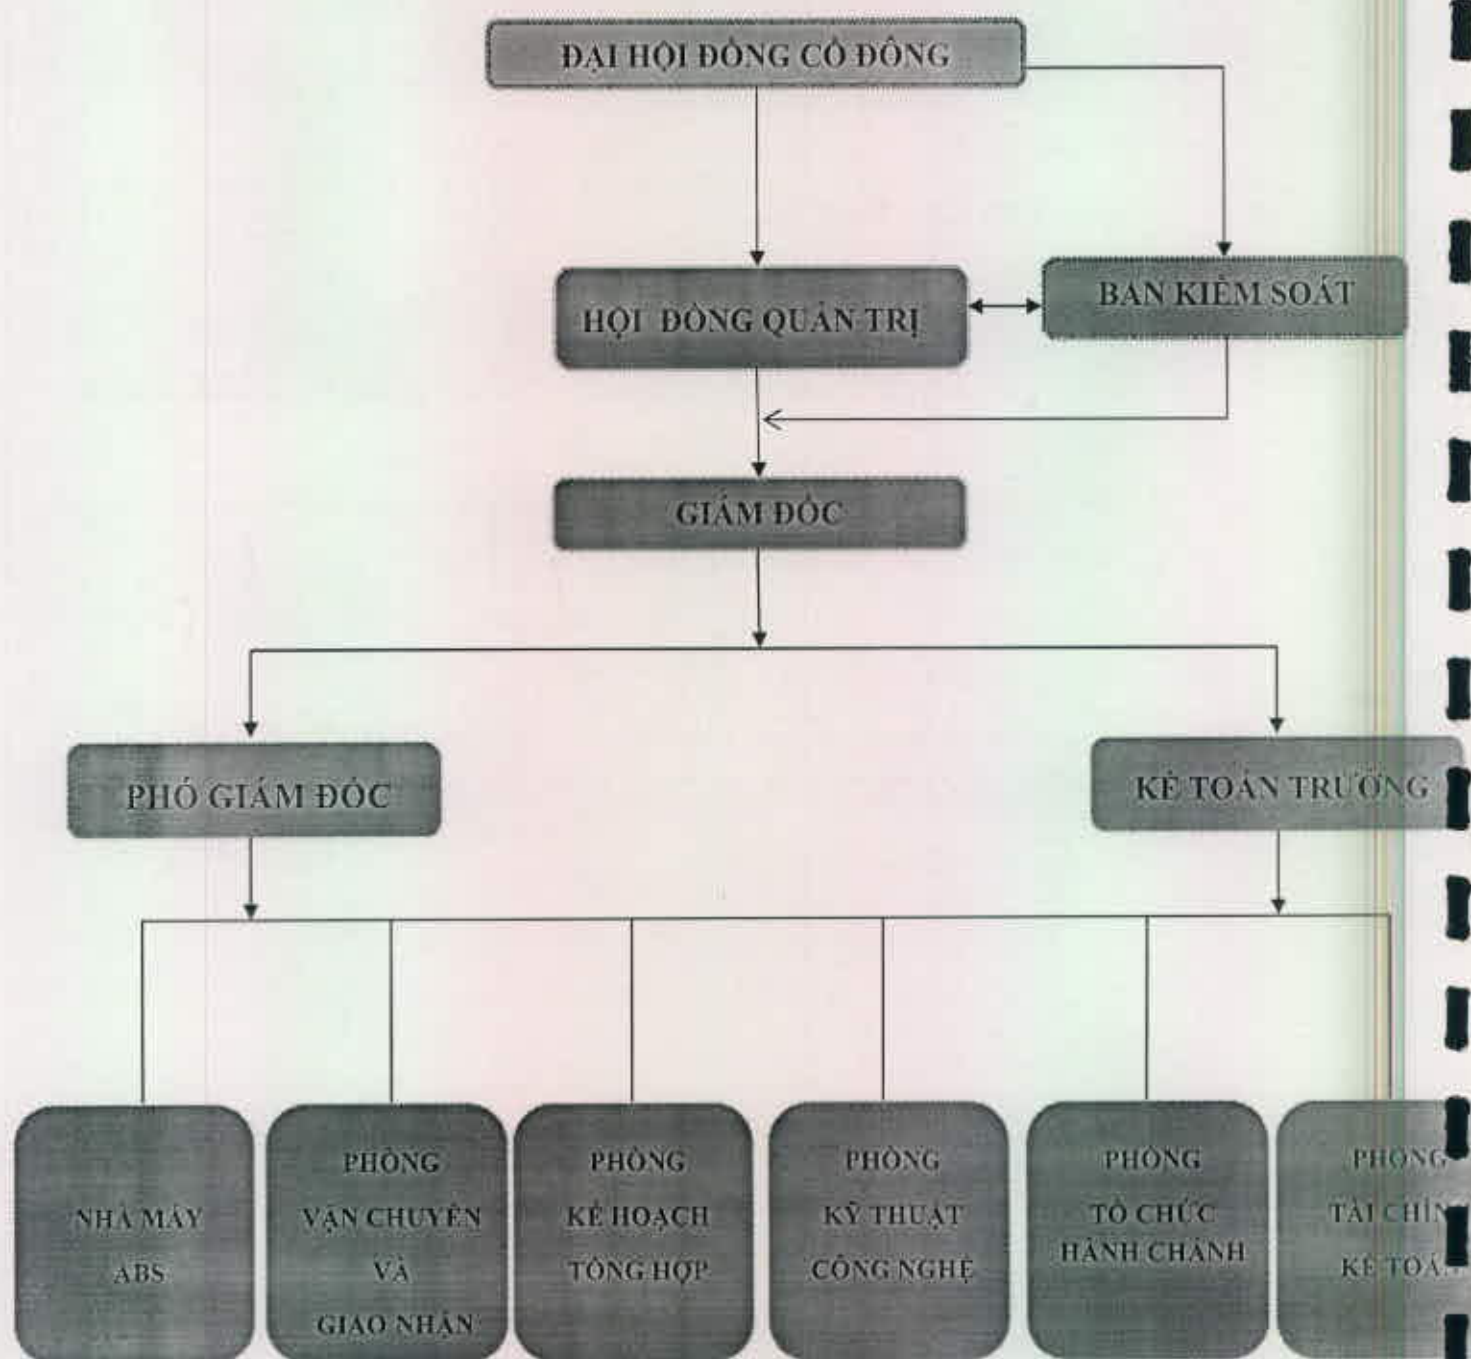 ĐẠI HỘI ĐỒNG CỔ ĐÔNG
BAN KIỂM SOÁT
HỘI ĐỒNG QUẢN TRỊ
GIÁM ĐỐC
PHÓ GIÁM ĐỐC
KẾ TOÁN TRƯỞNG
NHÀ MÁY
ABS
PHÒNG
VẬN CHUYỂN
VÀ
GIAO NHẬN
PHÒNG
KẾ HOẠCH
TỔNG HỢP
PHÒNG
KỸ THUẬT
CÔNG NGHỆ
PHÒNG
TỔ CHỨC
HÀNH CHÁNH
PHÒNG
TÀI
KẾ